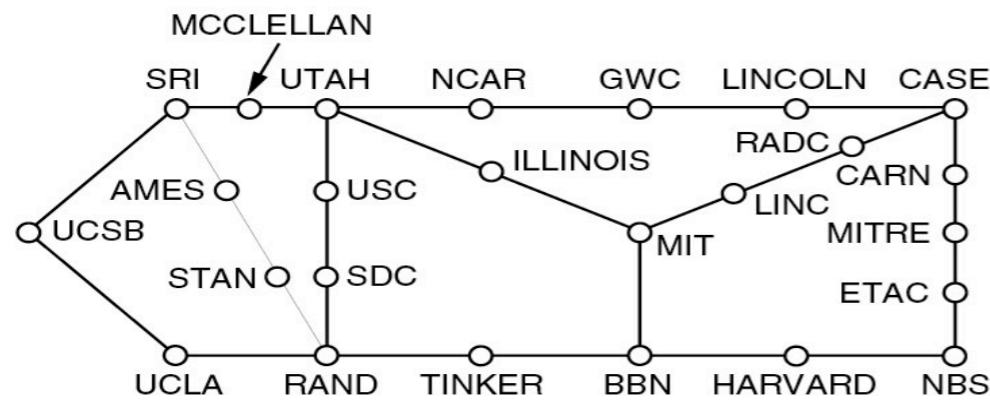 MCCLELLAN
SRI UTAH NCAR GWC LINCOLN CASE
RADC
ILLINOIS
CARN
AMES USC
LINC
UCSB MIT MITRE
STAN SDC
ETAC
UCLA RAND TINKER BBN HARVARD NBS